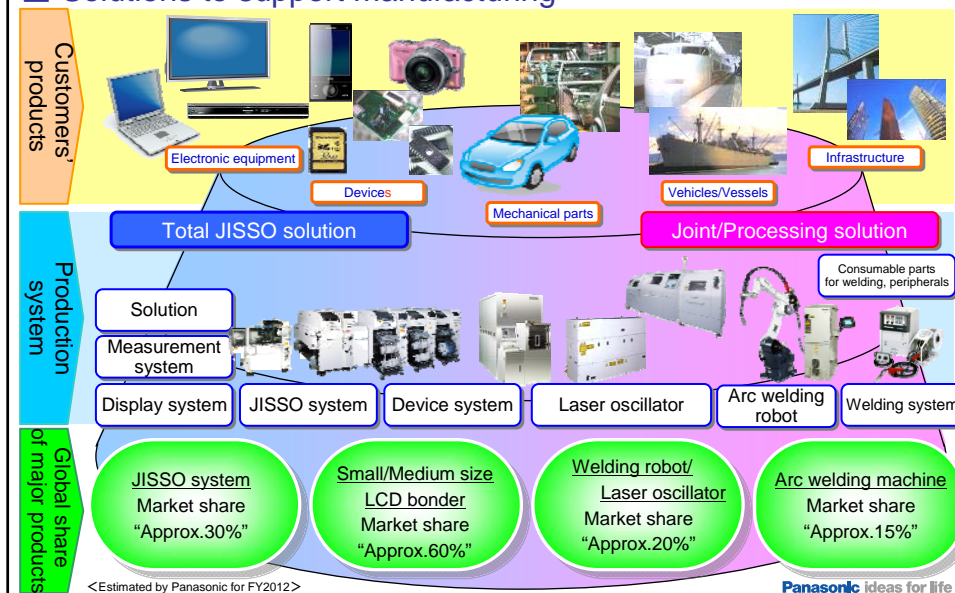 Solutions to support manufacturing
Customers'
products
Electronic equipment
Devices
Mechanical parts
Vehicles/Vessels
Infrastructure
Total JISSO solution
Joint/Processing solution
Production
system
Consumable parts
for welding, peripherals
Solution
Measurement
system
Display system
JISSO system
Device system
Laser oscillator
Arc welding
robot
Welding system
Global share
of major products
JISSO system
Market share
“Approx.30%”
Small/Medium size
LCD bonder
Market share
“Approx.60%”
Welding robot/
Laser oscillator
Market share
“Approx.20%”
Arc welding machine
Market share
“Approx.15%”
<Estimated by Panasonic for FY2012>
Panasonic ideas for life